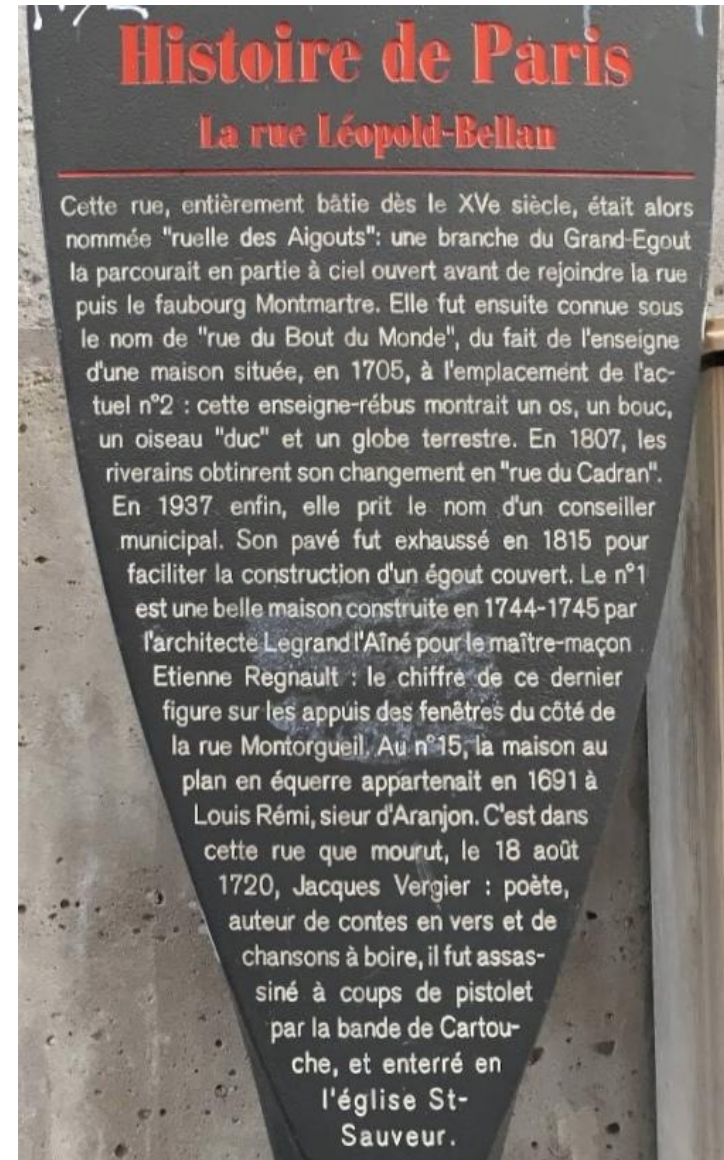 Histoire de Paris
La rue Léopold-Bellan
Cette rue, entièrement bâtie dès le XVe siècle, était alors
nommée "ruelle des Aigouts": une branche du Grand-Egout
la parcourait en partie à ciel ouvert avant de rejoindre la rue
puis le faubourg Montmartre. Elle fut ensuite connue sous
le nom de "rue du Bout du Monde", du fait de l'enseigne
d'une maison située, en 1705, à l'emplacement de l'ac-
tuel n°2 : cette enseigne-rébus montrait un os, un bouc,
un oiseau "duc" et un globe terrestre. En 1807, les
riverains obtinrent son changement en "rue du Cadran".
En 1937 enfin, elle prit le nom d'un conseiller
municipal. Son pavé fut exhaussé en 1815 pour
faciliter la construction d'un égout couvert. Le n°1
est une belle maison construite en 1744-1745 par
l'architecte Legrand l'Aîné pour le maître-maçon
Etienne Regnault : le chiffre de ce dernier
figure sur les appuis des fenêtres du côté de
la rue Montorgueil. Au n°15, la maison au
plan en équerre appartenait en 1691 à
Louis Rémi, sieur d'Aranjon. C'est dans
cette rue que mourut, le 18 août
1720, Jacques Vergier : poète,
auteur de contes en vers et de
chansons à boire, il fut assas-
siné à coups de pistolet
par la bande de Cartou-
che, et enterré en
l'église St-
Sauveur.